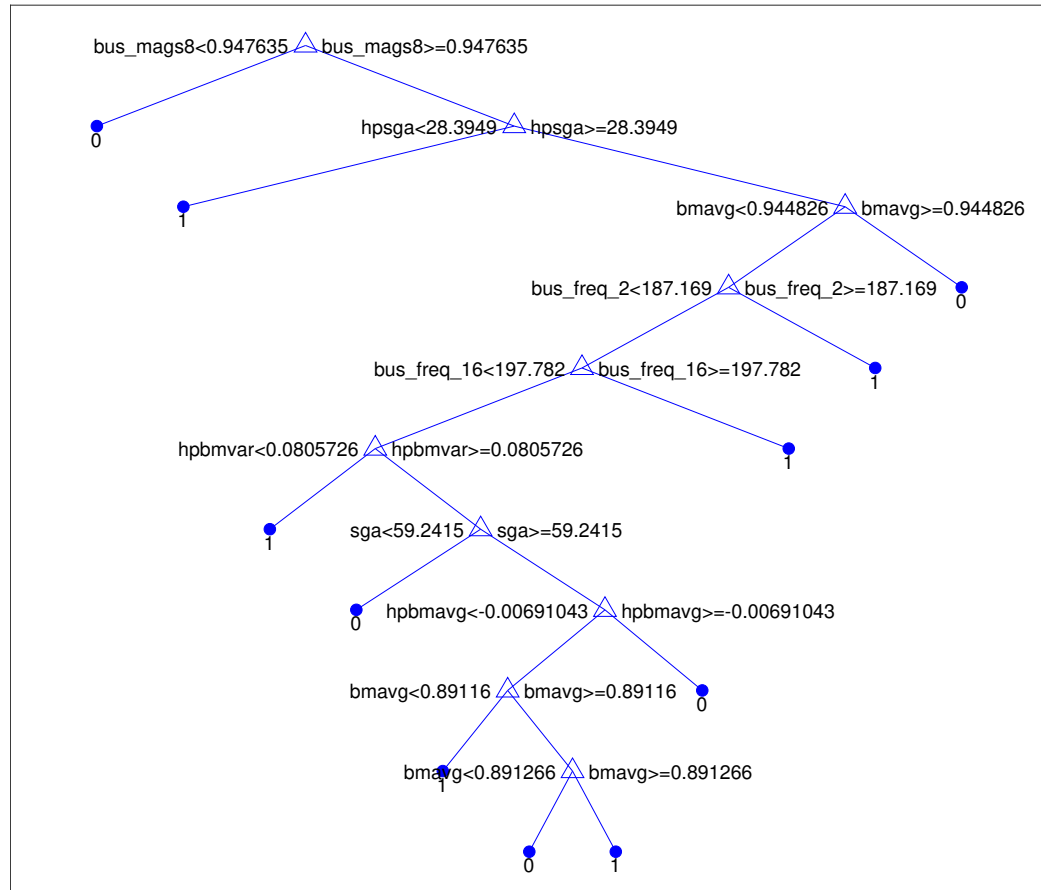 bus_mags8<0.947635 bus_mags8>=0.947635
0
hpsga<28.3949 hpsga>=28.3949
1
bmavg<0.944826 bmavg>=0.944826
bus_freq_2<187.169 bus_freq_2>=187.169
0
bus_freq_16<197.782 bus_freq_16>=197.782
1
hpbmvar<0.0805726 hpbmvar>=0.0805726
1
1
sga<59.2415 sga>=59.2415
0
hpbmavg<-0.00691043 hpbmavg>=-0.00691043
bmavg<0.89116 bmavg>=0.89116
0
1
bmavg<0.891266 bmavg>=0.891266
0 1